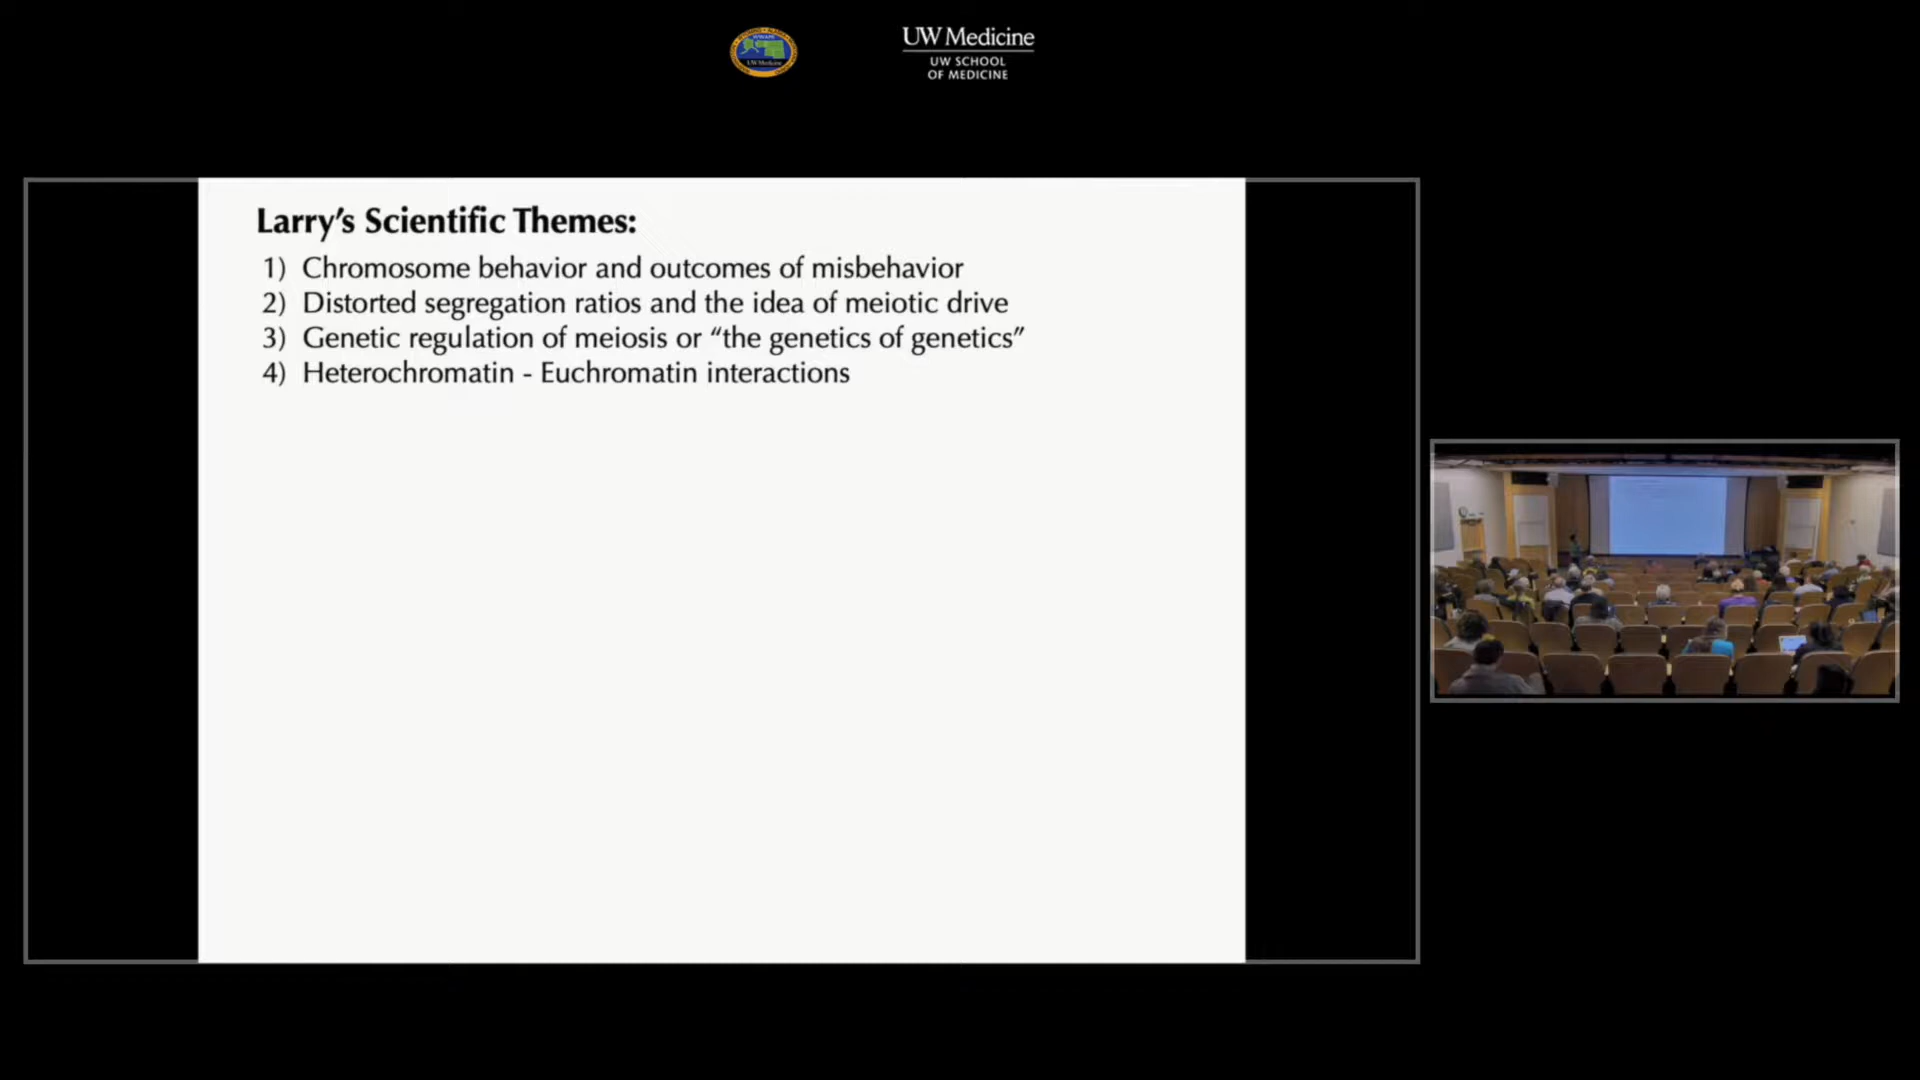 UW Medicine
UW SCHOOL
OF MEDICINE
Larry’s Scientific Themes:
1) Chromosome behavior and outcomes of misbehavior
2) Distorted segregation ratios and the idea of meiotic drive
3) Genetic regulation of meiosis or “the genetics of genetics”
4) Heterochromatin - Euchromatin interactions